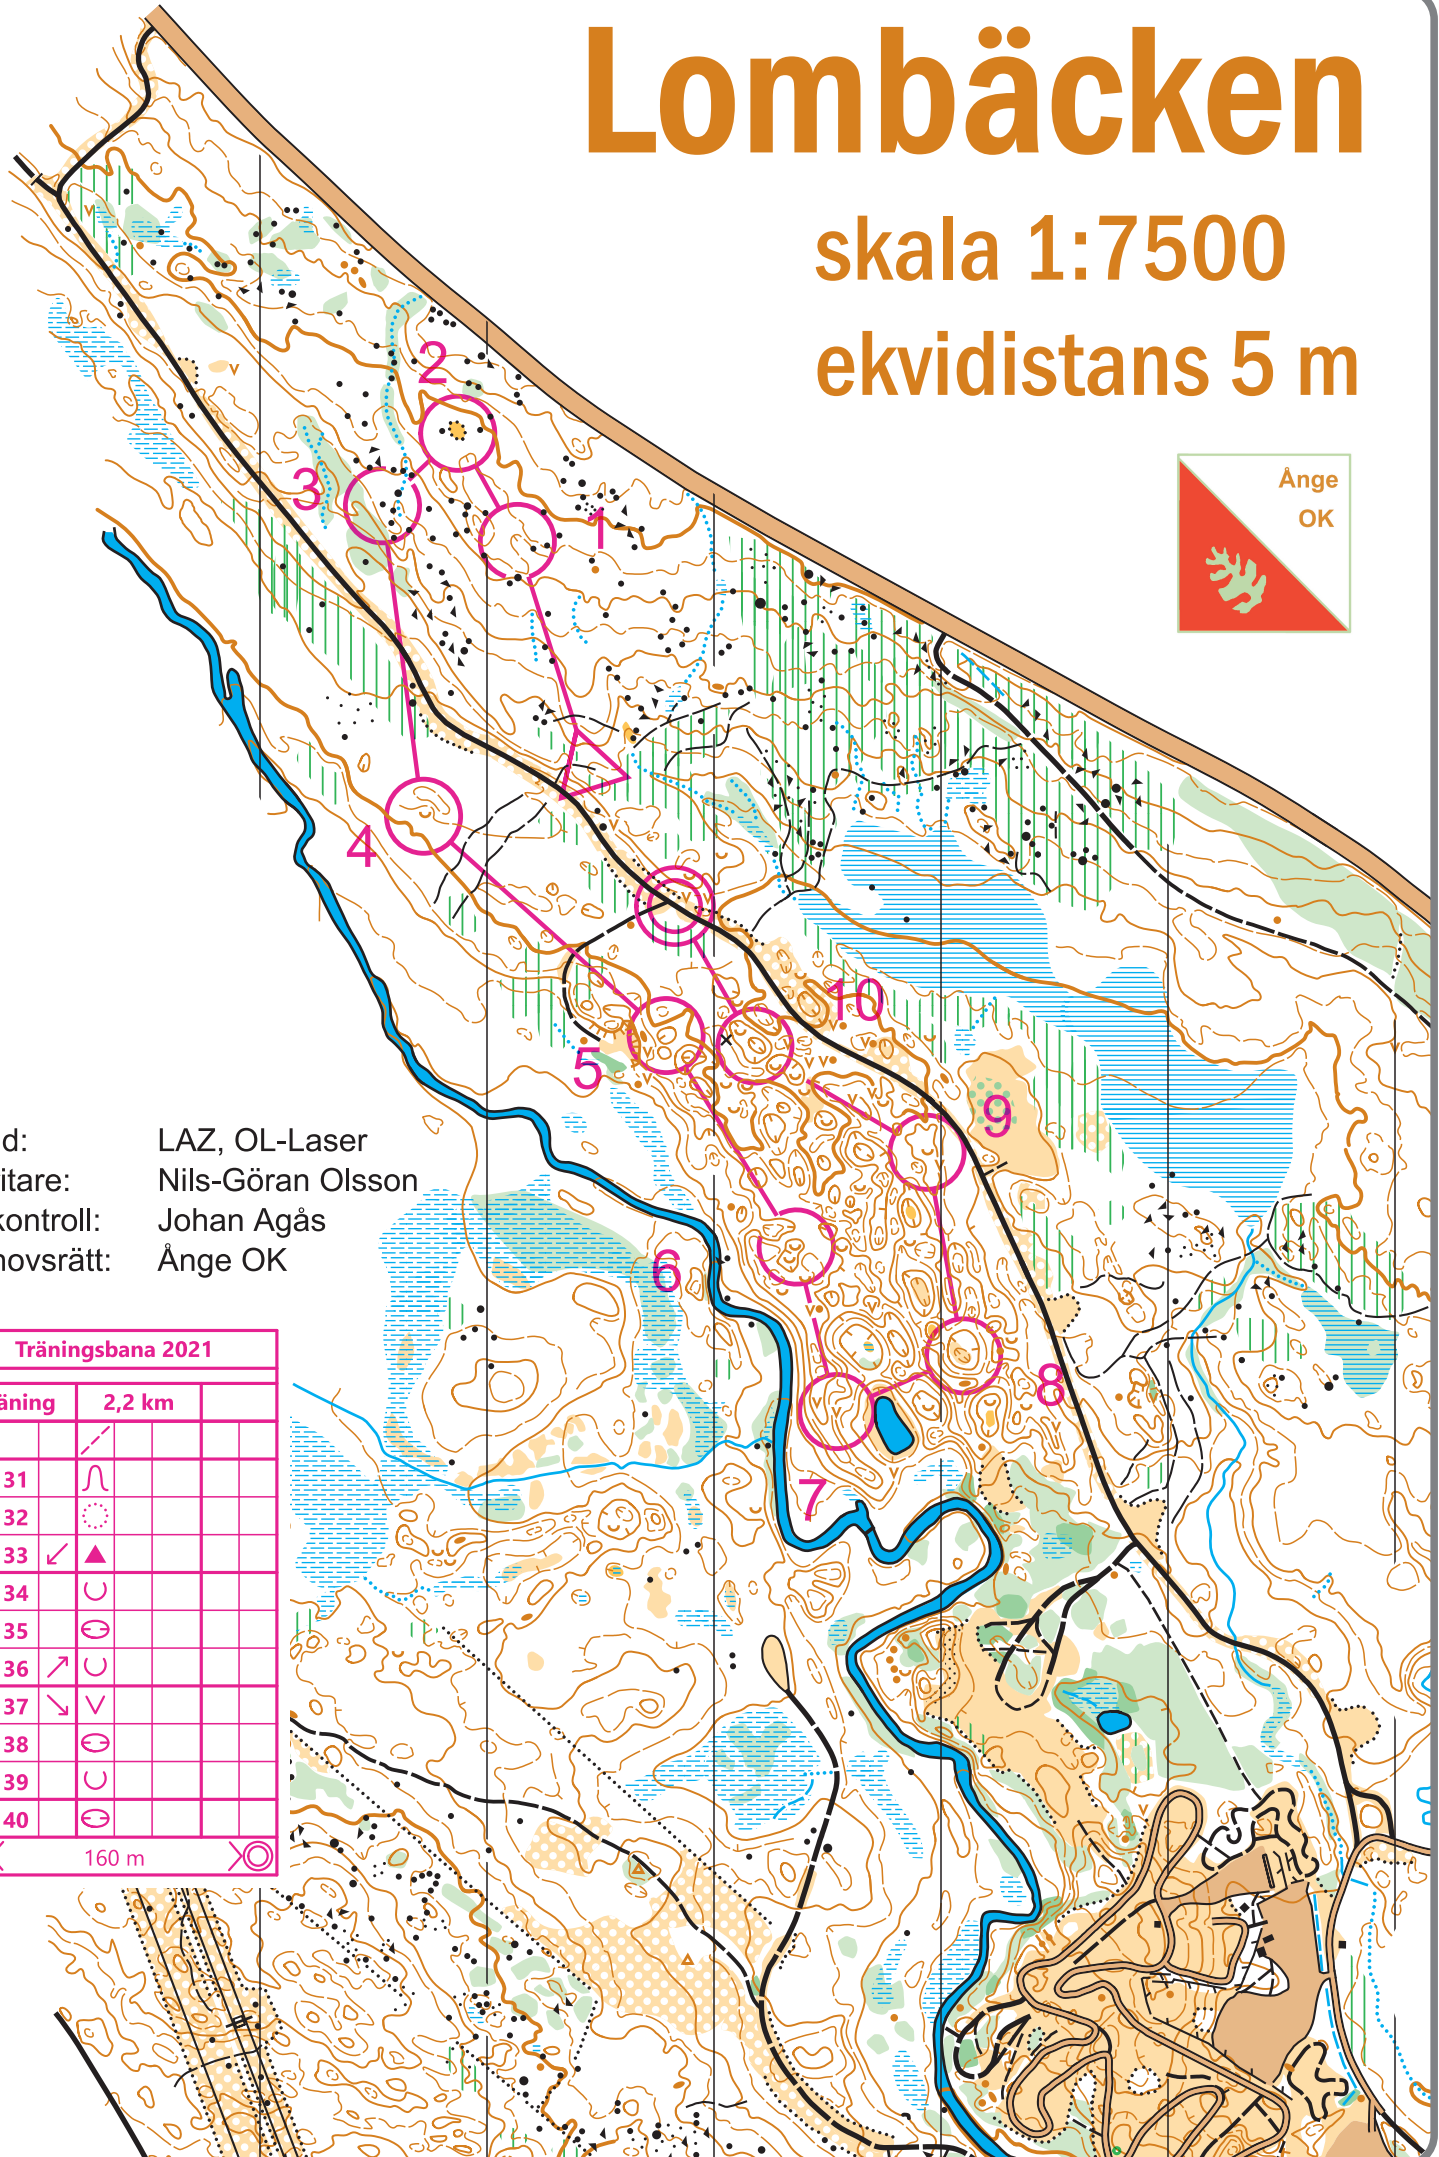 Lombäcken
skala 1:7500
ekvidistans 5 m
Ånge
OK
2
3
1
4
10
5
9
6
8
7
d: LAZ, OL-Laser
itare: Nils-Göran Olsson
kontroll: Johan Agås
hovsrätt: Ånge OK
Träningsbana 2021
äning 2,2 km
31
32
33
34
35
36
37
38
39
40
160 m